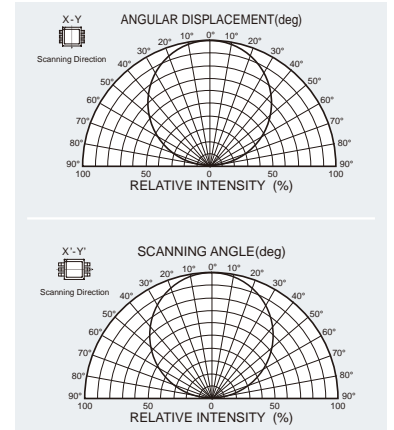 X-Y
ANGULAR DISPLACEMENT(deg)
Scanning Direction
30° 20° 10° 0° 10° 20° 30°
40° 40°
50° 50°
60° 60°
70° 70°
80° 80°
90° 90°
100 50 0 50 100
RELATIVE INTENSITY (%)
X'-Y'
SCANNING ANGLE(deg)
Scanning Direction
30° 20° 10° 0° 10° 20° 30°
40° 40°
50° 50°
60° 60°
70° 70°
80° 80°
90° 90°
100 50 0 50 100
RELATIVE INTENSITY (%)